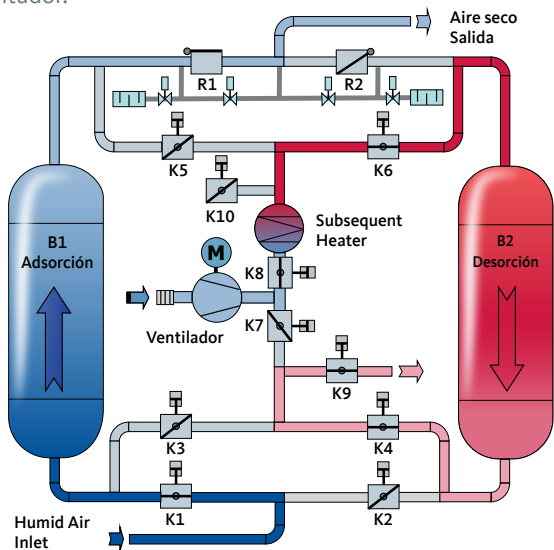 ntador.
Aire seco
Salida
R1
R2
K5
K6
K10
B1
Adsorción
Subsequent
Heater
B2
Desorción
M
K8
Ventilador
K7
K9
K3
K4
K1
K2
Humid Air
Inlet